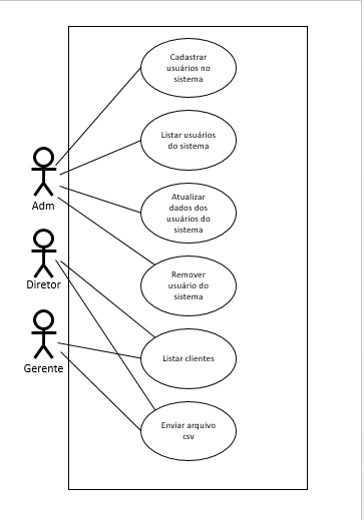 Cadastrar
usuários no
sistema
Listar usuários
do sistema
Atualizar
dados dos
usuários do
sistema
Remover
usuário do
sistema
Listar clientes
Enviar arquivo
csv
Adm
Diretor
Gerente